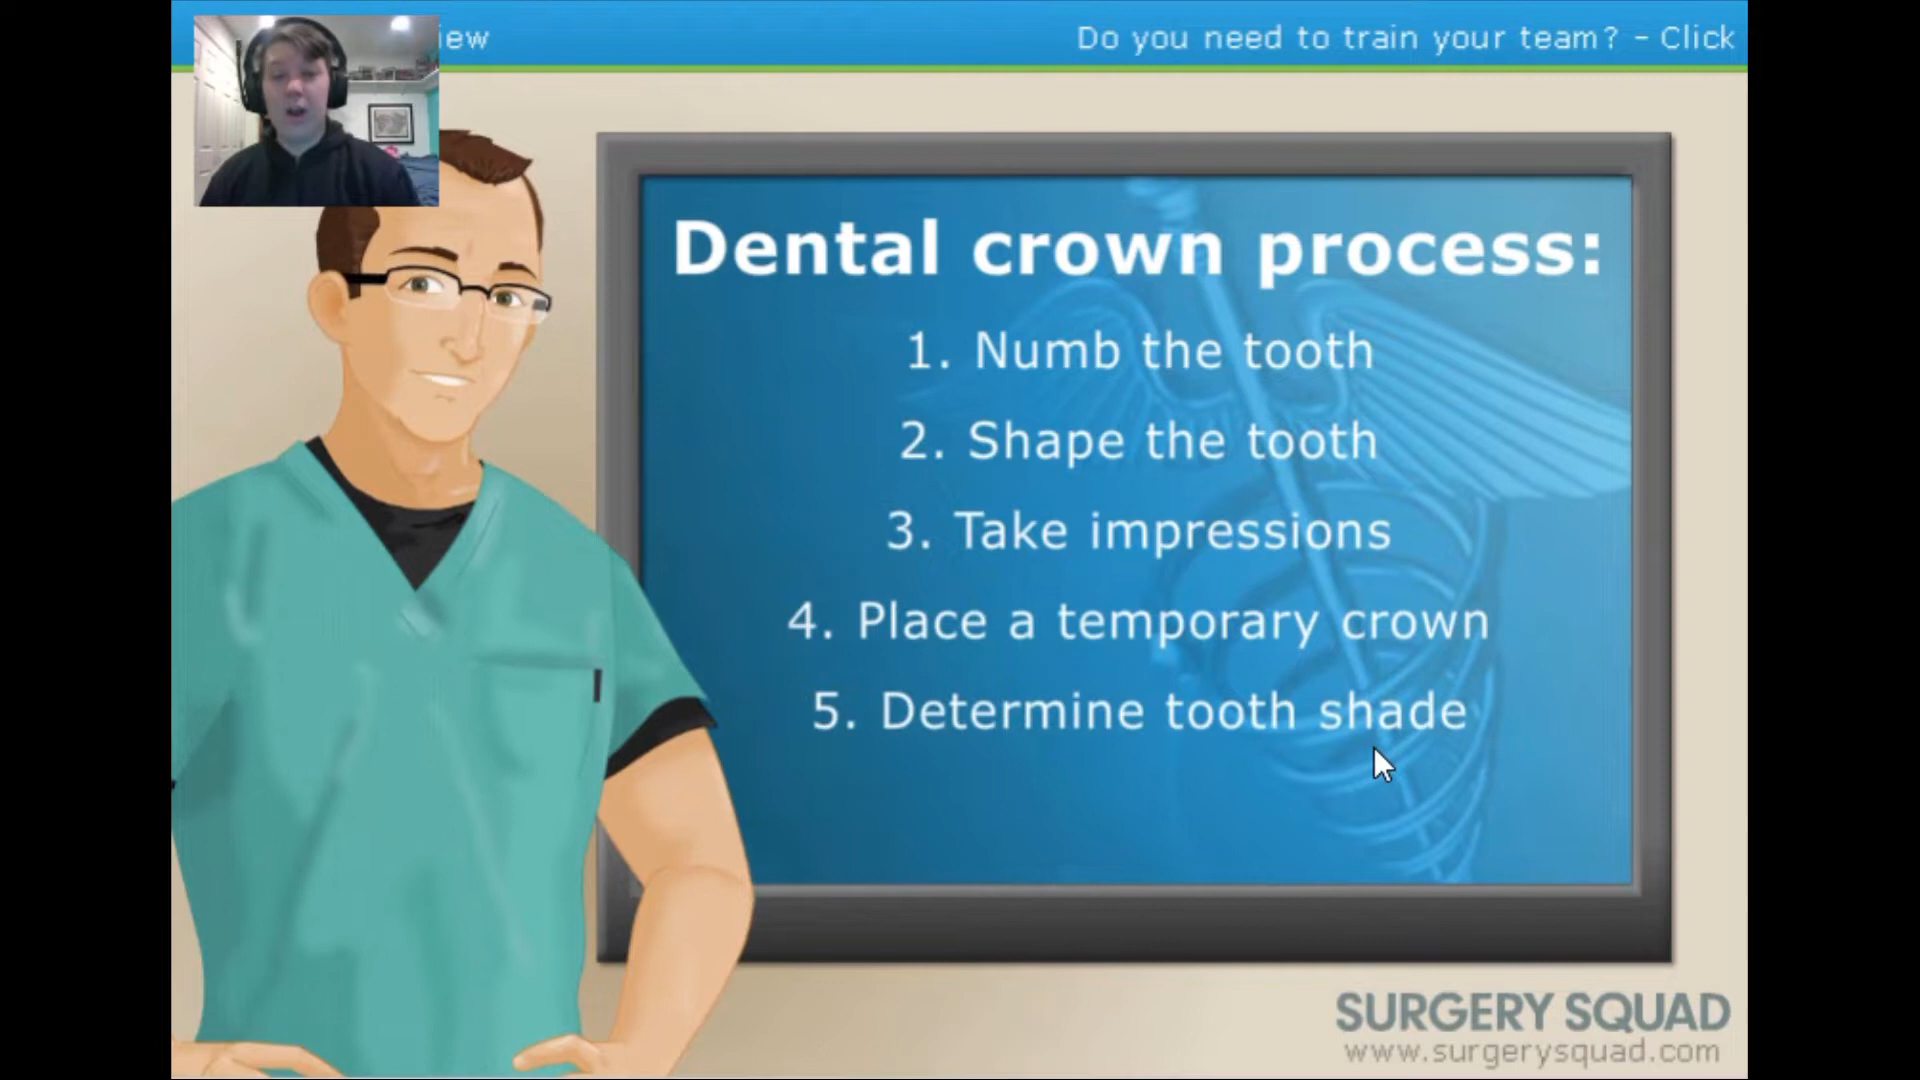 Do you need to train your team? - Click
Dental crown process:
1. Numb the tooth
2. Shape the tooth
3. Take impressions
4. Place a temporary crown
5. Determine tooth shade
SURGERY SQUAD
www.surgerysquad.com